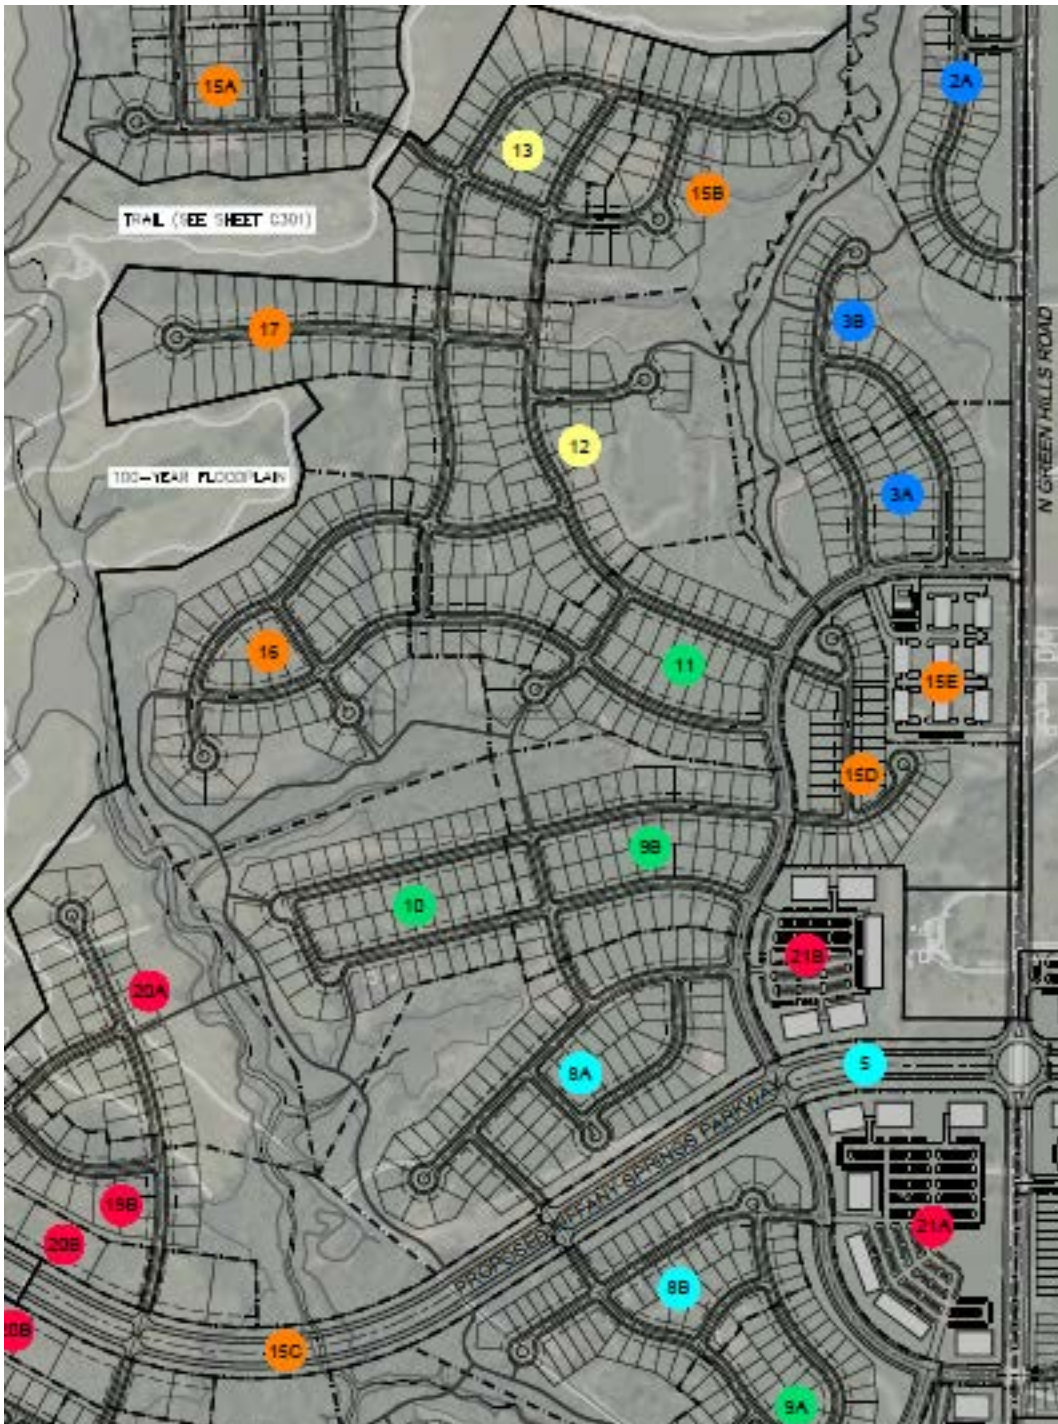 15A
2A
13
15B
TRAIL (SEE SHEET C301)
17
3B
N GREEN HILLS ROAD
12
100-YEAR FLOODPLAIN
3A
16
11
15E
15D
9B
10
21B
20A
5
8A
PROPOSED PLEASANT SPRINGS PARKWAY
19B
20B
21A
8B
20B
15C
9A